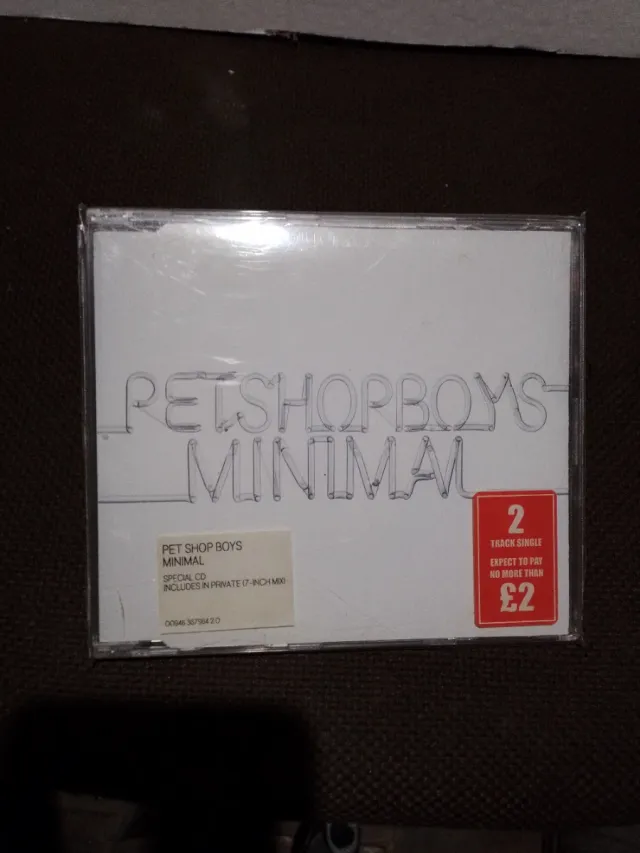 PETSHOPBOYS
MINIMAL
PET SHOP BOYS
MINIMAL
SPECIAL CD
INCLUDES IN PRIVATE (7-INCH MIX)
2
TRACK SINGLE
EXPECT TO PAY
NO MORE THAN
£2